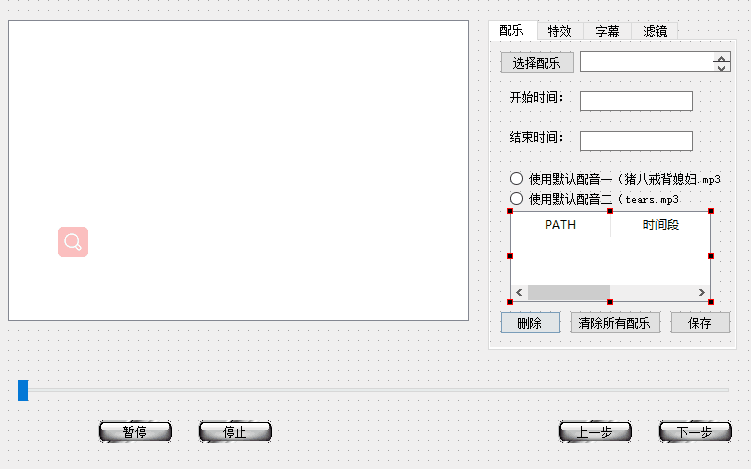 配乐 特效 字幕 滤镜
选择配乐
开始时间：
结束时间：
使用默认配音一（猪八戒背媳妇.mp3
使用默认配音二（tears.mp3
PATH 时间段
删除 清除所有配乐 保存
暂停 停止 上一步 下一步